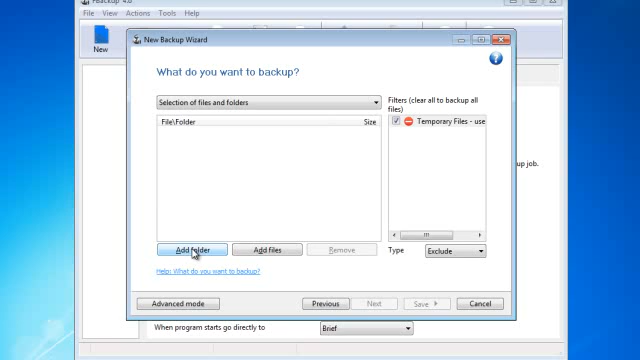 FBackup 4.8
File View Actions Tools Help
New
New Backup Wizard
What do you want to backup?
Selection of files and folders
Filters (clear all to backup all
files)
File\Folder Size
Temporary Files - use
up job.
Add folder Add files Remove
Type Exclude
Help: What do you want to backup?
Advanced mode Previous Next Save Cancel
When program starts go directly to Brief